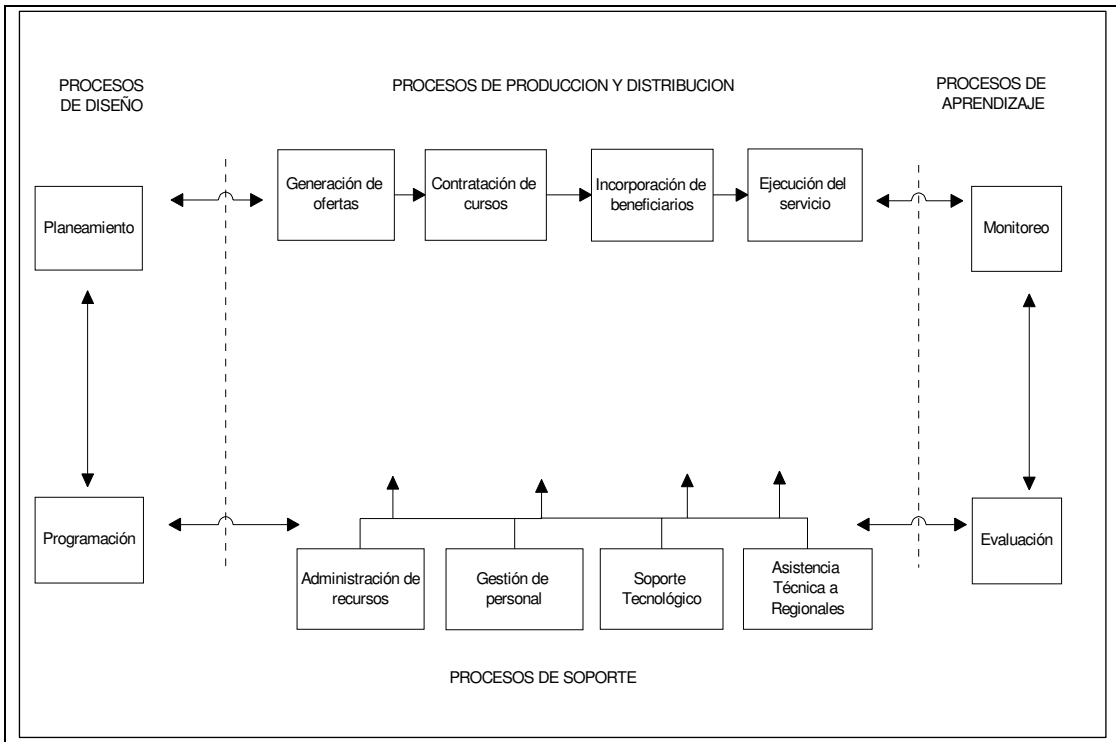 PROCESOS
DE DISEÑO
PROCESOS DE PRODUCCION Y DISTRIBUCION
PROCESOS DE
APRENDIZAJE
Planeamiento
Generación de
ofertas
Contratación de
cursos
Incorporación de
beneficiarios
Ejecución del
servicio
Monitoreo
Programación
Administración de
recursos
Gestión de
personal
Soporte
Tecnológico
Asistencia
Técnica a
Regionales
Evaluación
PROCESOS DE SOPORTE